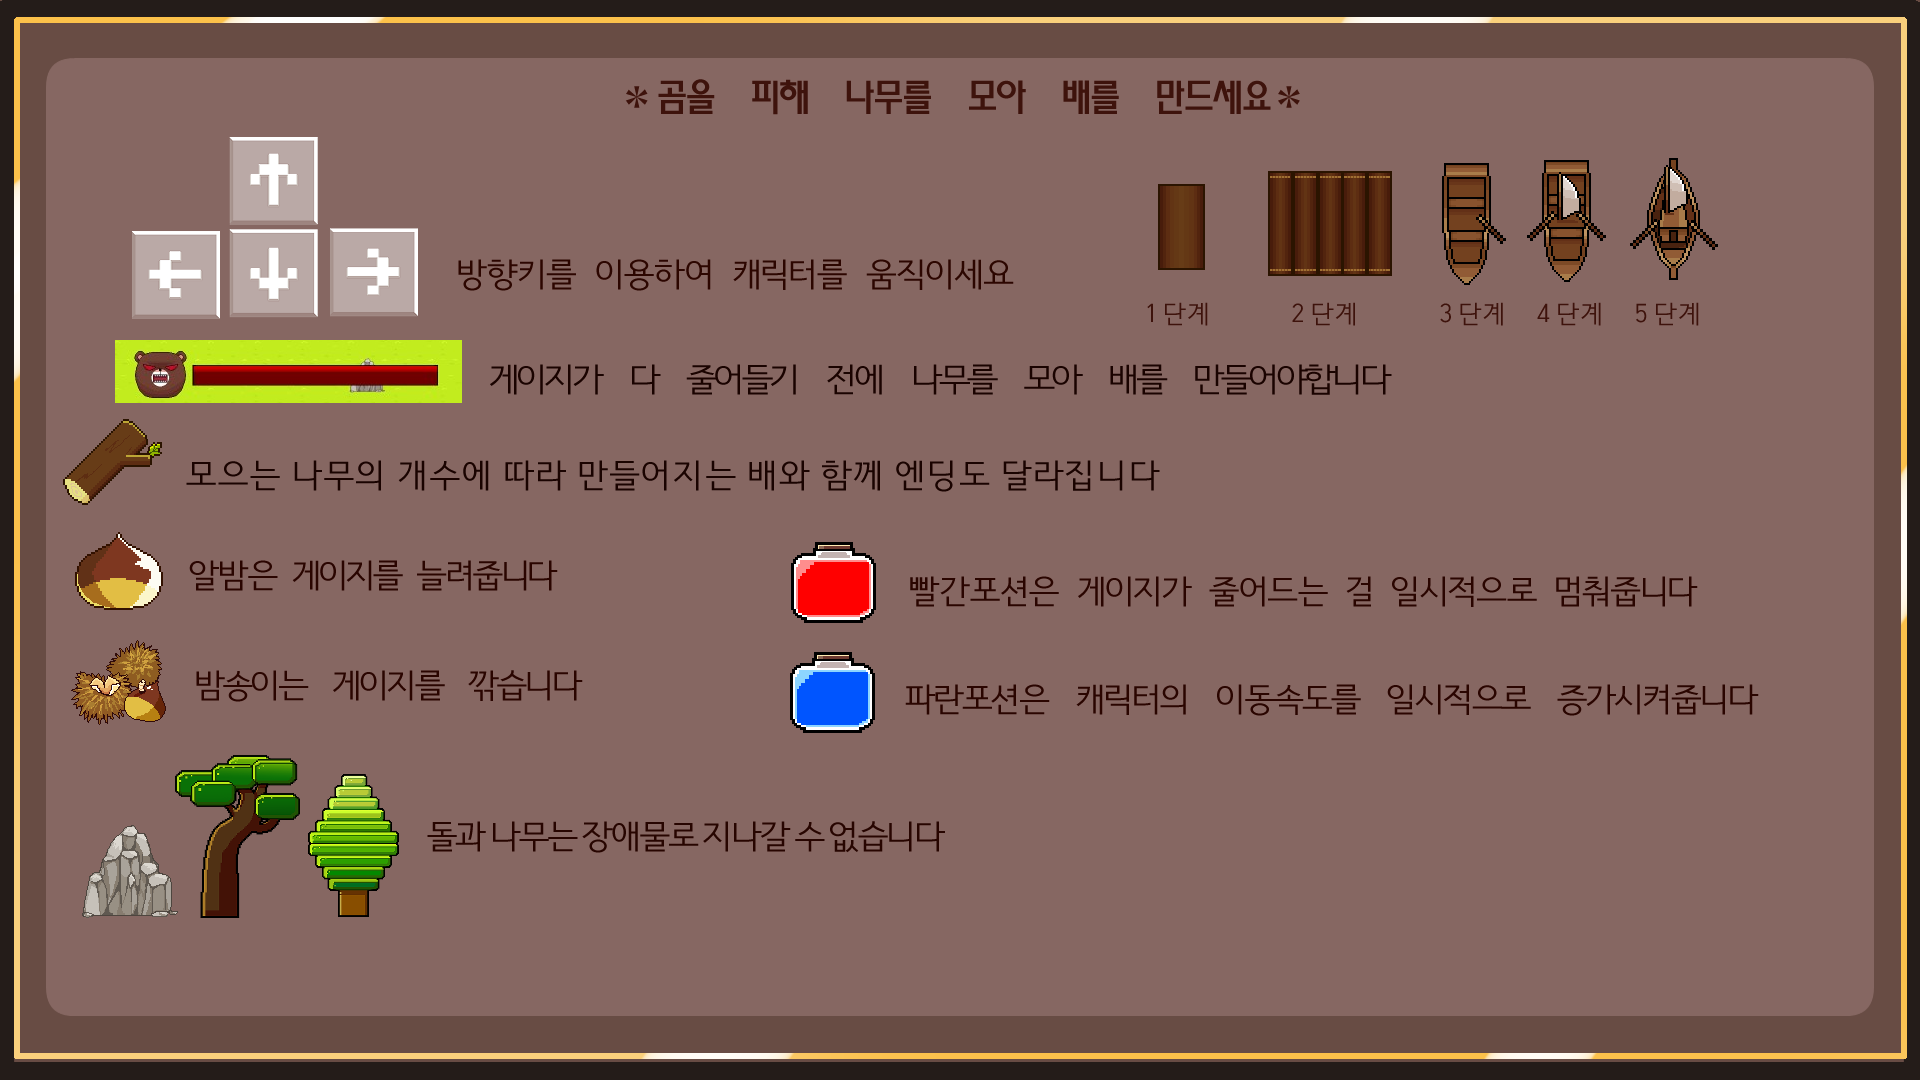 *곰을 피해 나무를 모아 배를 만드세요*
방향키를 이용하여 캐릭터를 움직이세요
1 단계 2 단계 3 단계 4 단계 5 단계
게이지가 다 줄어들기 전에 나무를 모아 배를 만들어야합니다
모으는 나무의 개수에 따라 만들어지는 배와 함께 엔딩도 달라집니다
알밤은 게이지를 늘려줍니다
빨간포션은 게이지가 줄어드는 걸 일시적으로 멈춰줍니다
밤송이는 게이지를 깎습니다
파란포션은 캐릭터의 이동속도를 일시적으로 증가시켜줍니다
돌과 나무는 장애물로 지나갈 수 없습니다